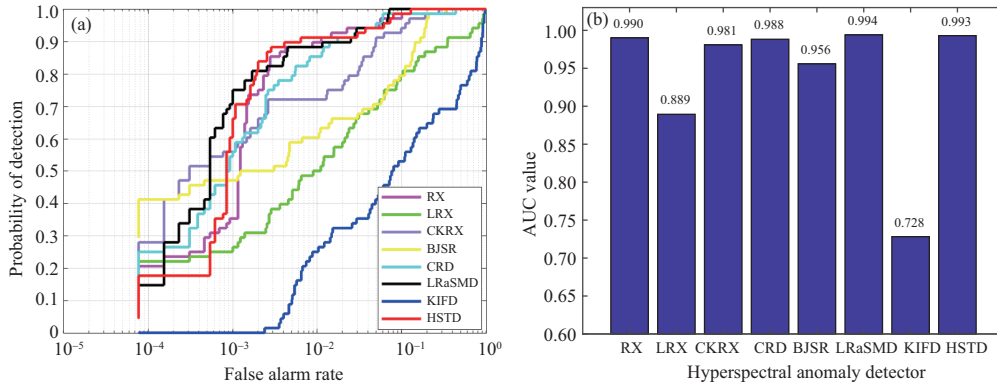 (a)
Probability of detection
1.0
0.9
0.8
0.7
0.6
0.5
0.4
0.3
0.2
0.1
0
10⁻⁵
10⁻⁴
10⁻³
10⁻²
10⁻¹
10⁰
False alarm rate
RX
LRX
CKRX
BJSR
CRD
LRaSMD
KIFD
HSTD
(b)
AUC value
1.00
0.95
0.90
0.85
0.80
0.75
0.70
0.65
0.60
0.990
0.889
0.981
0.988
0.956
0.994
0.728
0.993
RX
LRX
CKRX
CRD
BJSR
LRaSMD
KIFD
HSTD
Hyperspectral anomaly detector